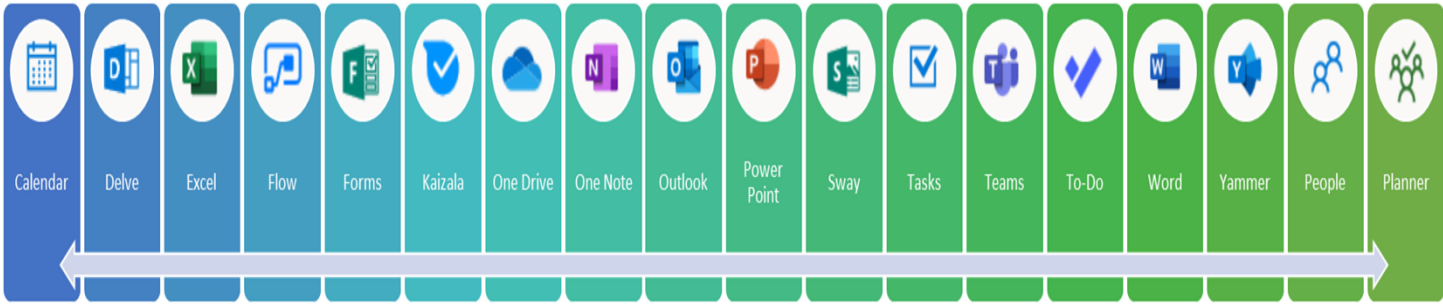 D
X
F
N
O
P
S
T
W
Y
Calendar
Delve
Excel
Flow
Forms
Kaizala
One Drive
One Note
Outlook
Power
Point
Sway
Tasks
Teams
To-Do
Word
Yammer
People
Planner